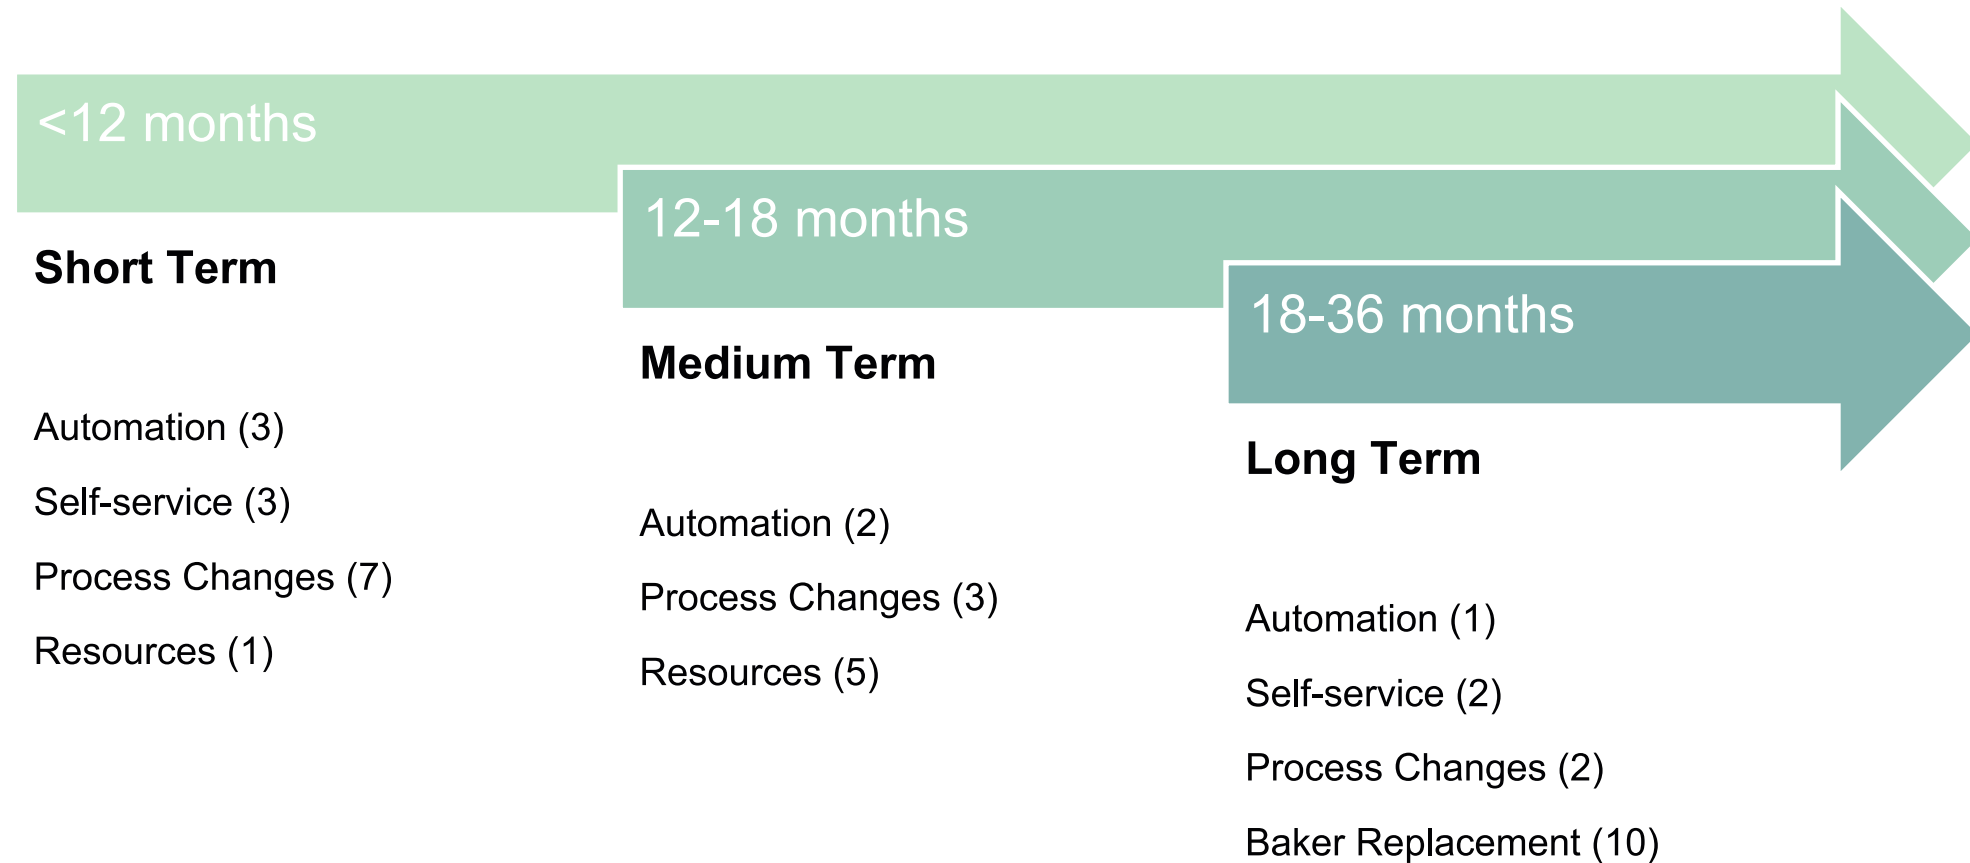 <12 months
Short Term
Automation (3)
Self-service (3)
Process Changes (7)
Resources (1)
12-18 months
Medium Term
Automation (2)
Process Changes (3)
Resources (5)
18-36 months
Long Term
Automation (1)
Self-service (2)
Process Changes (2)
Baker Replacement (10)